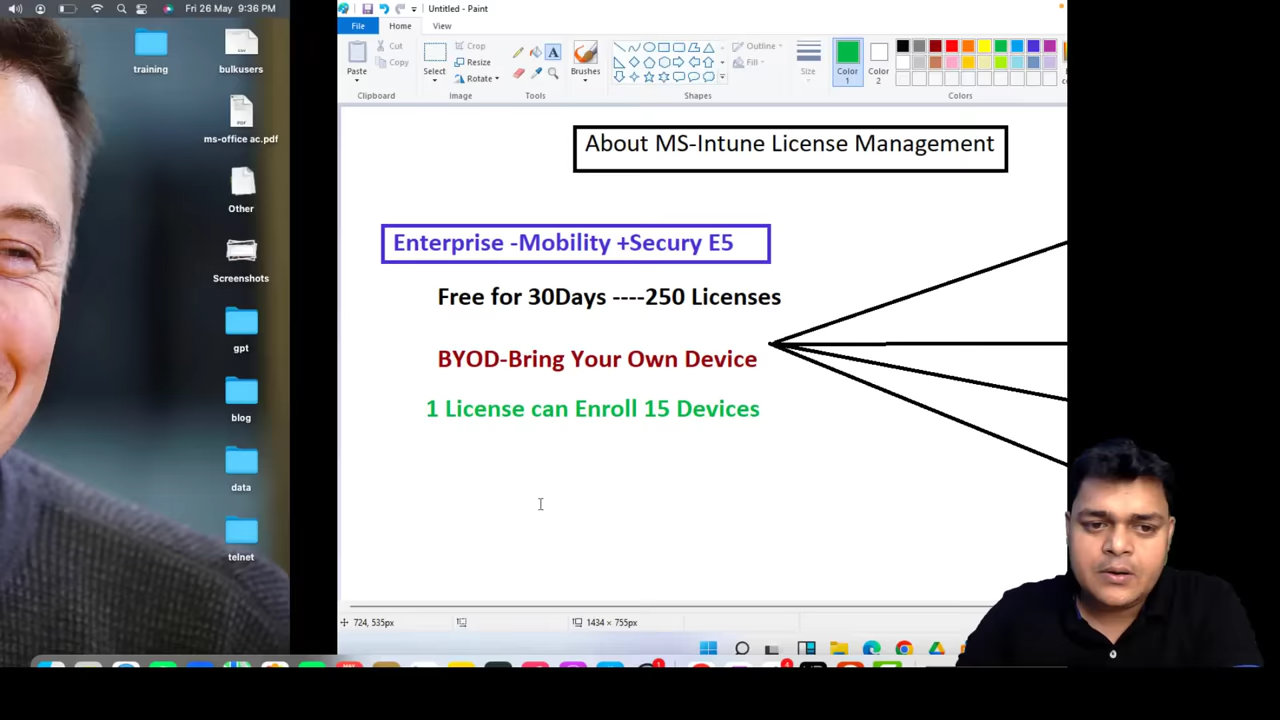 Fri 26 May 9:36 PM
training
bulkusers
ms-office ac.pdf
Other
Screenshots
gpt
blog
data
telnet
Untitled - Paint
File
Home
View
Paste
Cut
Copy
Clipboard
Select
Crop
Resize
Rotate
Image
A
Tools
Brushes
Outline
Fill
Shapes
Size
Color
1
Color
2
Colors
About MS-Intune License Management
Enterprise -Mobility +Secury E5
Free for 30Days ----250 Licenses
BYOD-Bring Your Own Device
1 License can Enroll 15 Devices
724, 535px
1434 × 755px